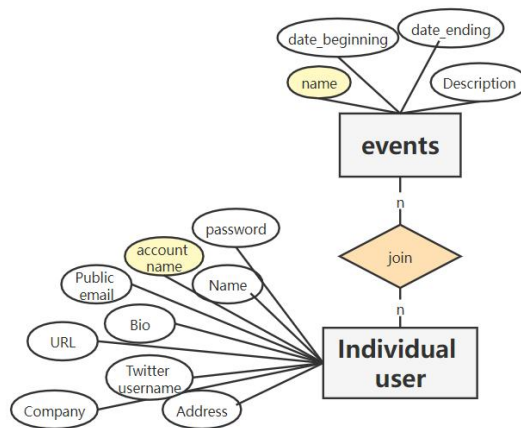 date_beginning
date_ending
name
Description
events
n
join
n
Individual
user
password
account
name
Name
Public
email
Bio
URL
Twitter
username
Company
Address